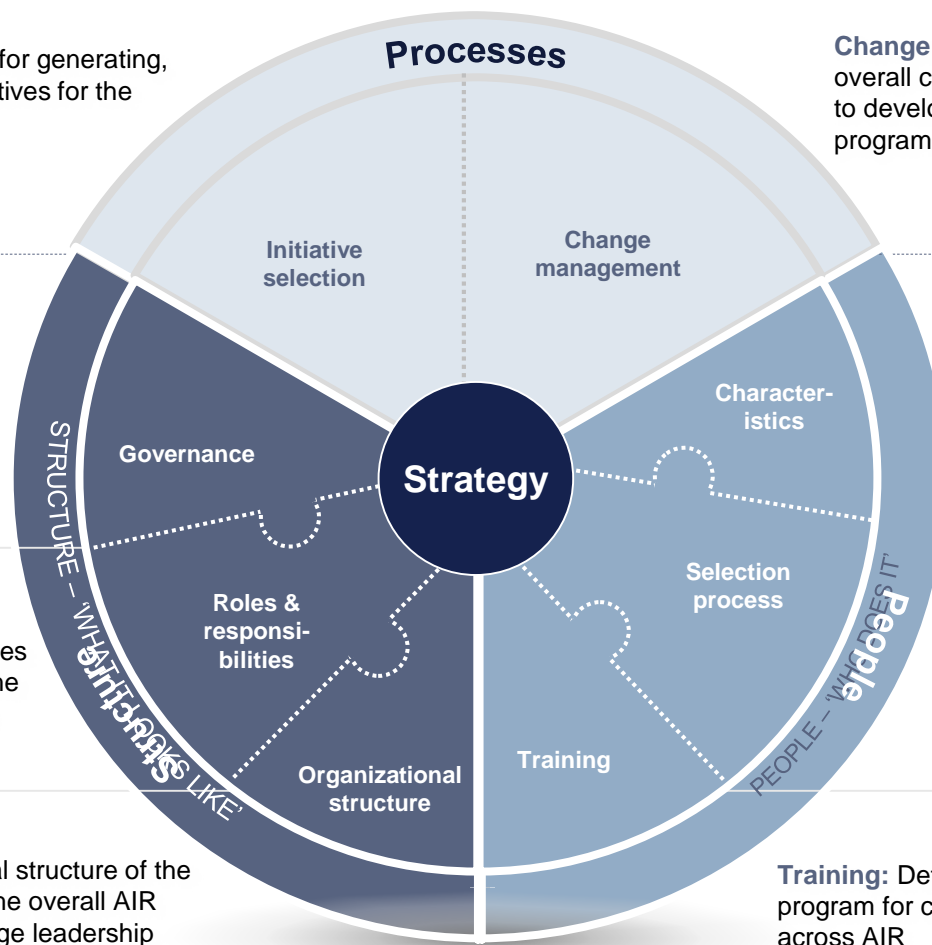 for generating,
tives for the
Processes
Change
overall c
to develo
program
Initiative
selection
Change
management
Character-
istics
Governance
Strategy
STRUCTURE – ‘WHAT IT LOOKS LIKE’
Structure
Selection
process
PEOPLE – ‘WHO DOES IT’
People
Roles &
responsi-
bilities
es
ne
Training
Organizational
structure
al structure of the
he overall AIR
ge leadership
Training: De
program for c
across AIR